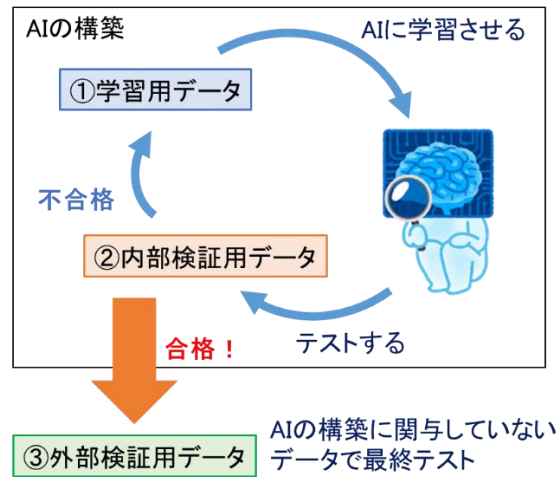 AIの構築
AIに学習させる
①学習用データ
不合格
②内部検証用データ
テストする
合格！
③外部検証用データ
AIの構築に関与していない
データで最終テスト